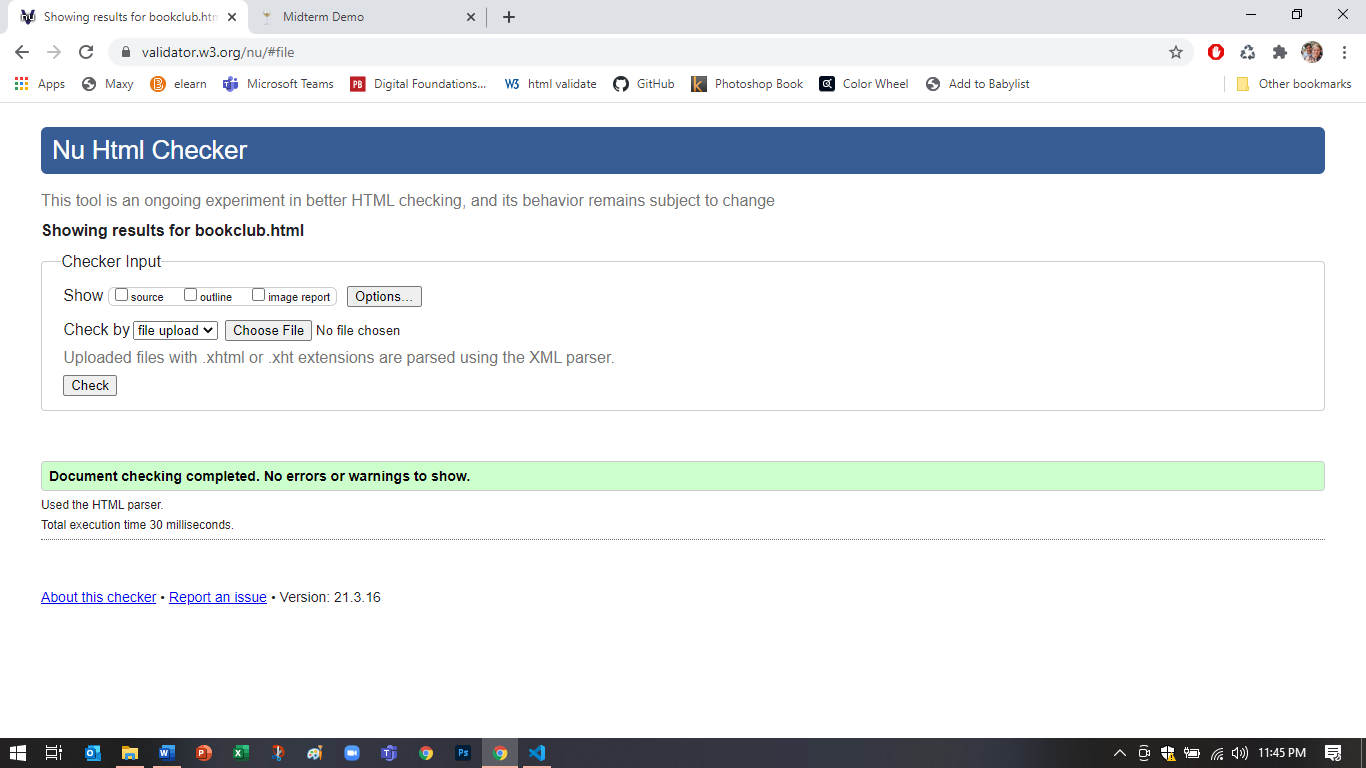 Showing results for bookclub.htm
Midterm Demo
validator.w3.org/nu/#file
Apps Maxy elearn Microsoft Teams PB Digital Foundations... W3 html validate GitHub k Photoshop Book Color Wheel Add to Babylist Other bookmarks
Nu Html Checker
This tool is an ongoing experiment in better HTML checking, and its behavior remains subject to change
Showing results for bookclub.html
Checker Input
Show source outline image report Options...
Check by file upload Choose File No file chosen
Uploaded files with .xhtml or .xht extensions are parsed using the XML parser.
Check
Document checking completed. No errors or warnings to show.
Used the HTML parser.
Total execution time 30 milliseconds.
About this checker • Report an issue • Version: 21.3.16
11:45 PM